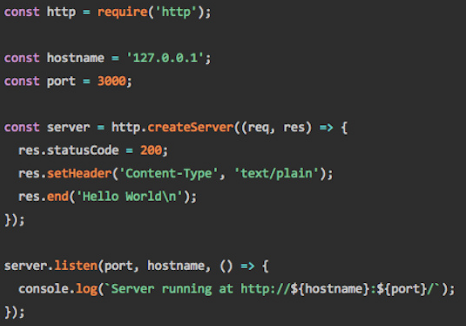 const http = require('http');

const hostname = '127.0.0.1';
const port = 3000;

const server = http.createServer((req, res) => {
  res.statusCode = 200;
  res.setHeader('Content-Type', 'text/plain');
  res.end('Hello World\n');
});

server.listen(port, hostname, () => {
  console.log(`Server running at http://${hostname}:${port}/`);
});